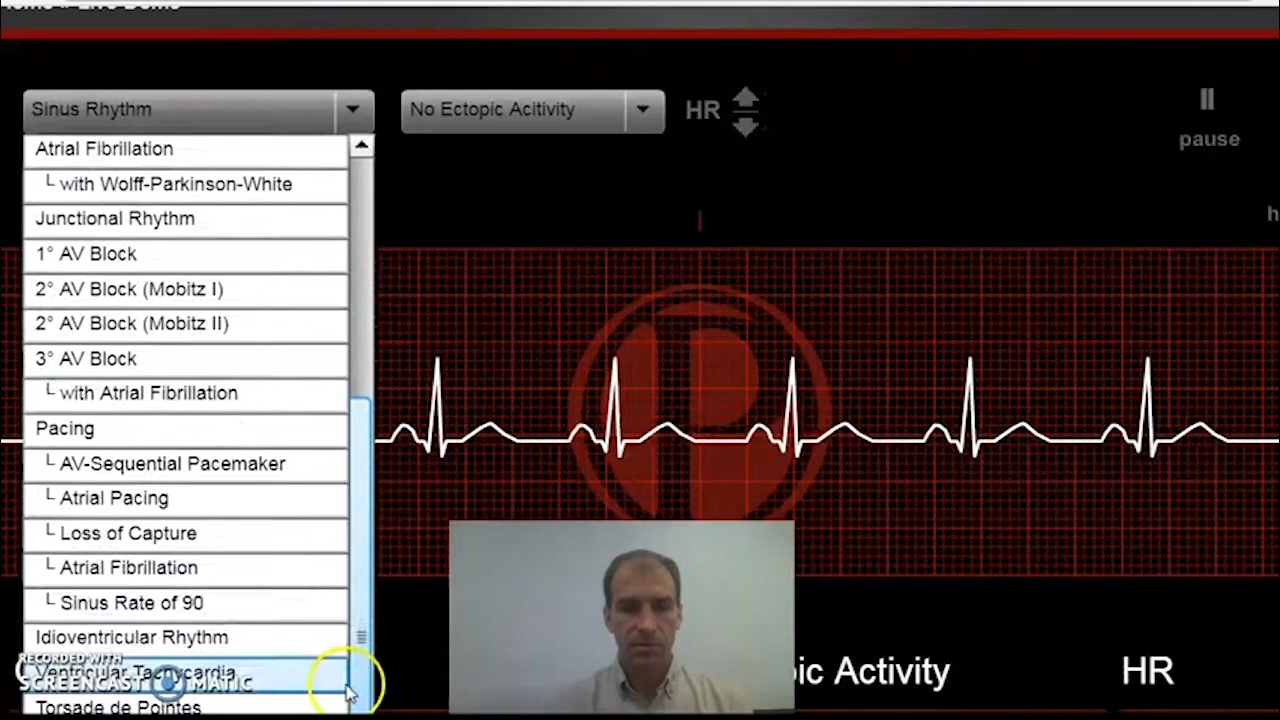 Sinus Rhythm
No Ectopic Acitivity
HR
pause
Atrial Fibrillation
└ with Wolff-Parkinson-White
Junctional Rhythm
1° AV Block
2° AV Block (Mobitz I)
2° AV Block (Mobitz II)
3° AV Block
└ with Atrial Fibrillation
Pacing
└ AV-Sequential Pacemaker
└ Atrial Pacing
└ Loss of Capture
└ Atrial Fibrillation
└ Sinus Rate of 90
Idioventricular Rhythm
Ventricular Tachycardia
Torsade de Pointes
RECORDED WITH
SCREENCAST MATIC
pic Activity
HR
h